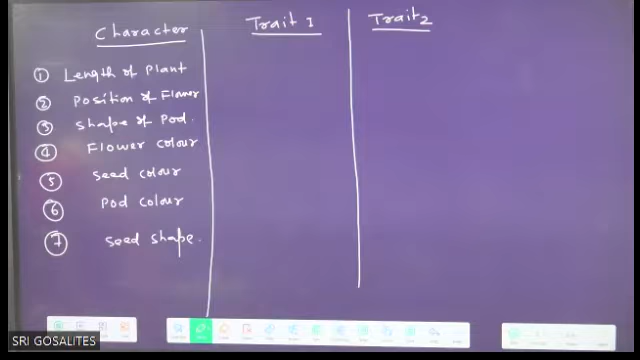 Character
Trait 1
Trait 2
① Length of Plant
② Position of Flower
③ Shape of Pod.
④ Flower colour
⑤ Seed colour
⑥ Pod colour
⑦ Seed shape.
SRI GOSALITES